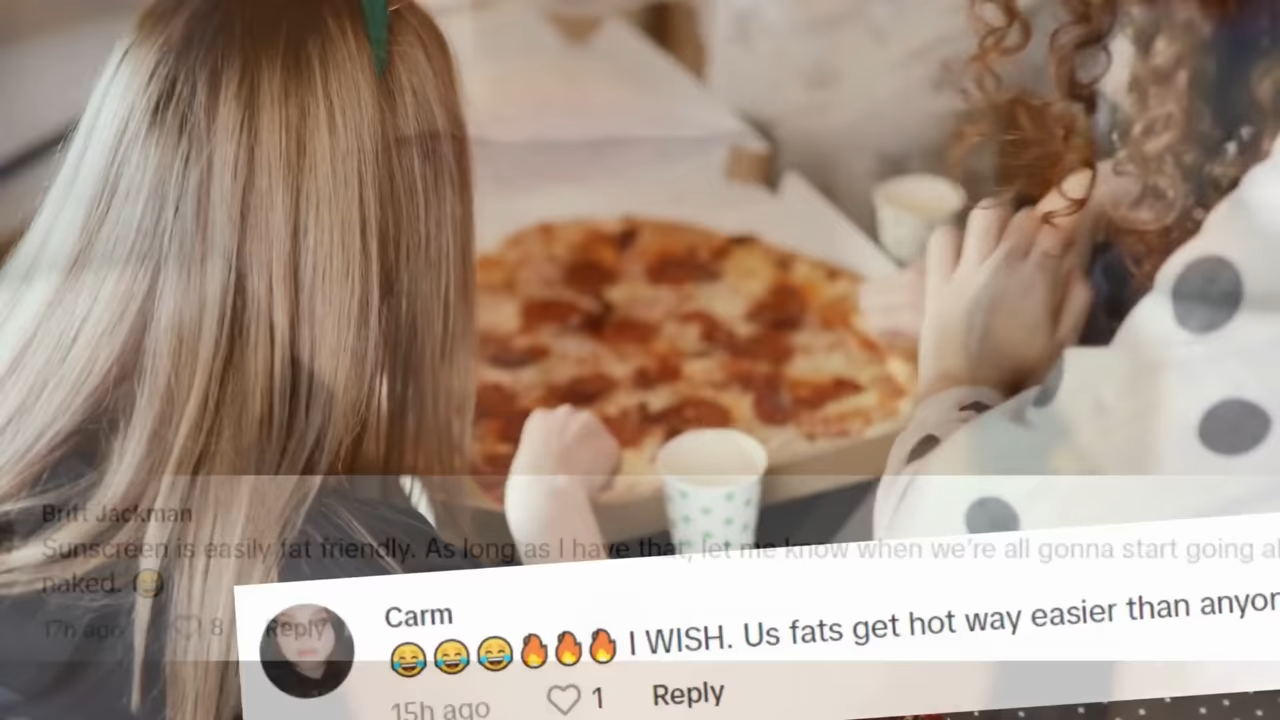 Britt Jackman
Sunscreen is easily fat friendly. As long as I have that, let me know when we're all gonna start going al
naked. 😅
17h ago 8 Reply
Carm
😂😂😂🔥🔥🔥 I WISH. Us fats get hot way easier than anyon
15h ago 1 Reply